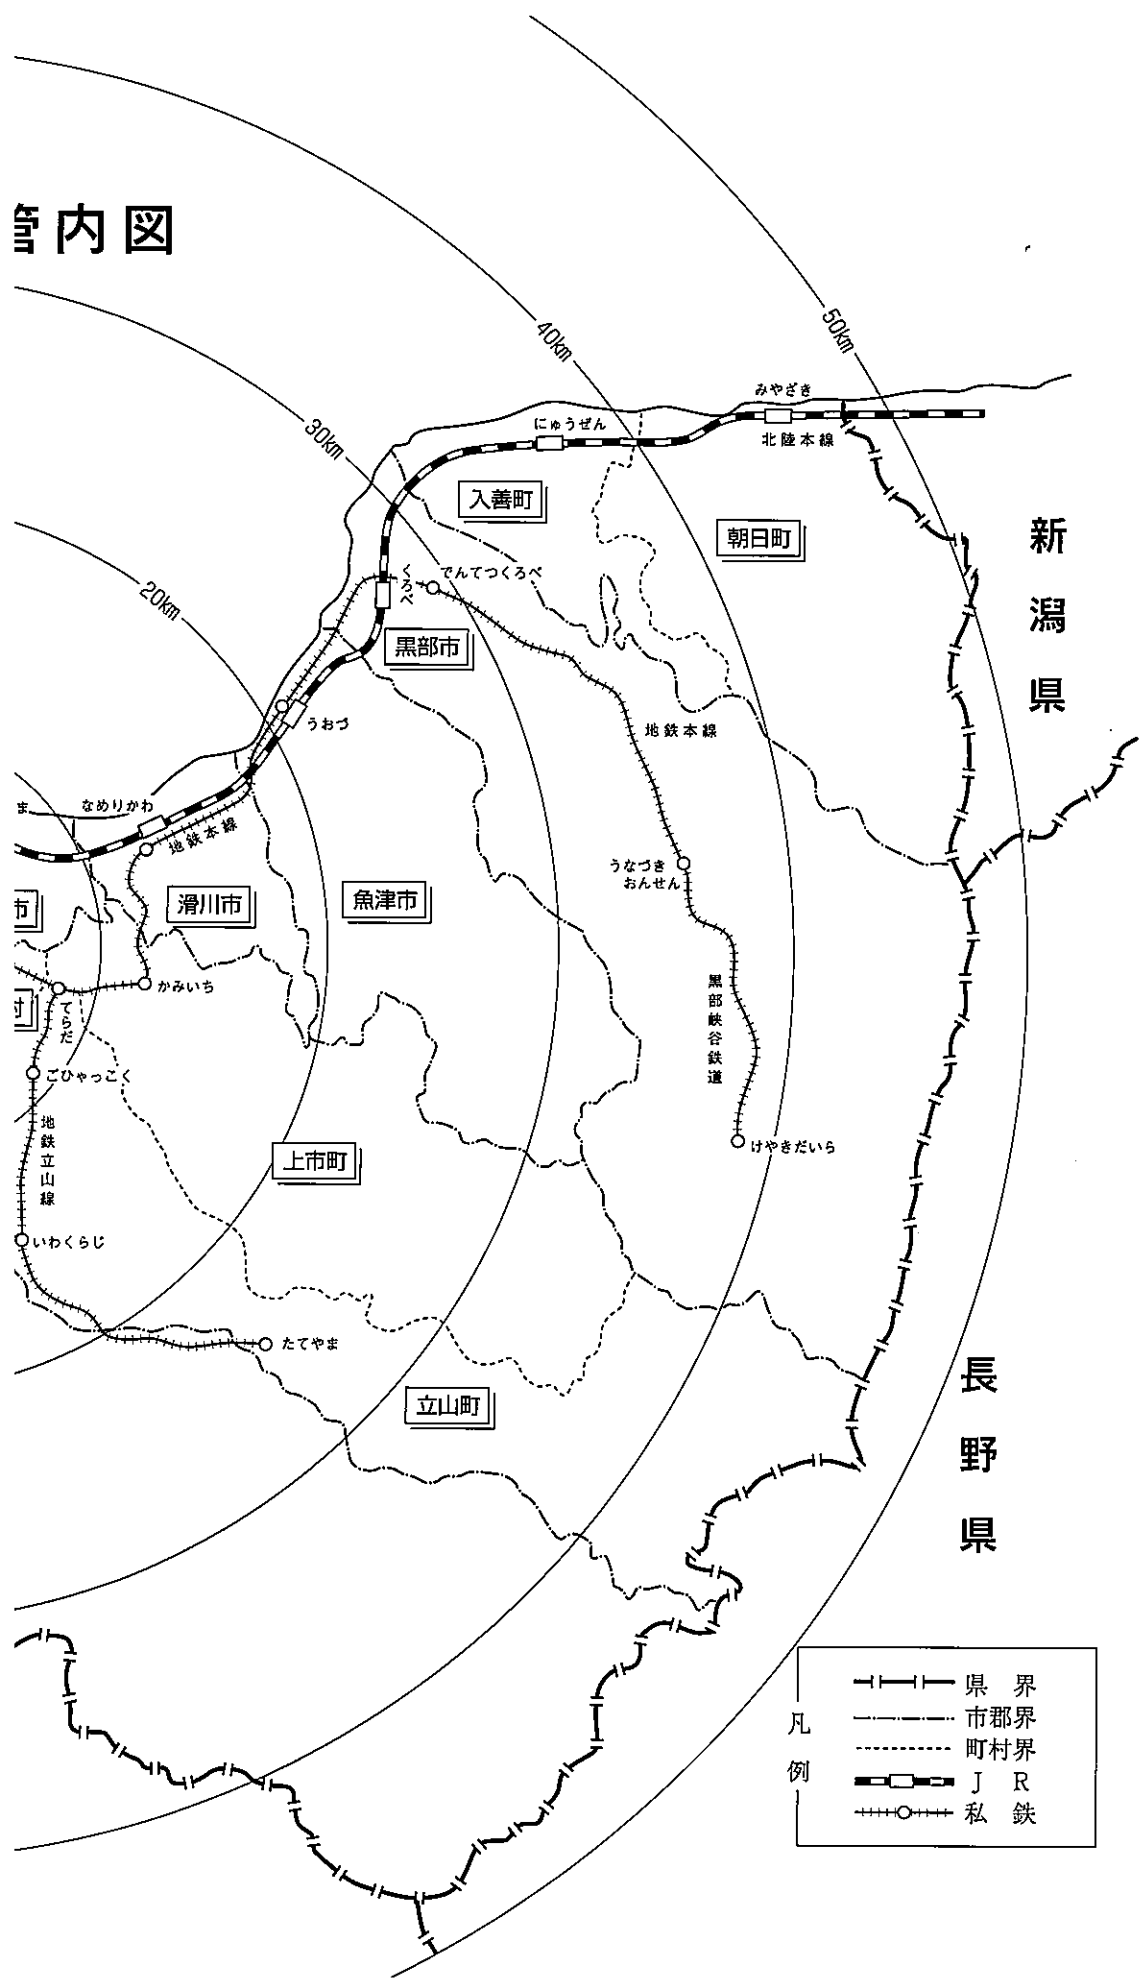 管内図
50km
40km
30km
20km
みやざき
北陸本線
にゅうぜん
入善町
朝日町
新潟県
でんてつくろべ
くろべ
黒部市
うおづ
地鉄本線
ま
なめりかわ
地鉄本線
うなづき
おんせん
市
滑川市
魚津市
かみいち
村
てらだ
黒部峡谷鉄道
ごひゃっこく
地鉄立山線
けやきだいら
上市町
いわくらじ
たてやま
立山町
長野県
凡例
県界
市郡界
町村界
JR
私鉄